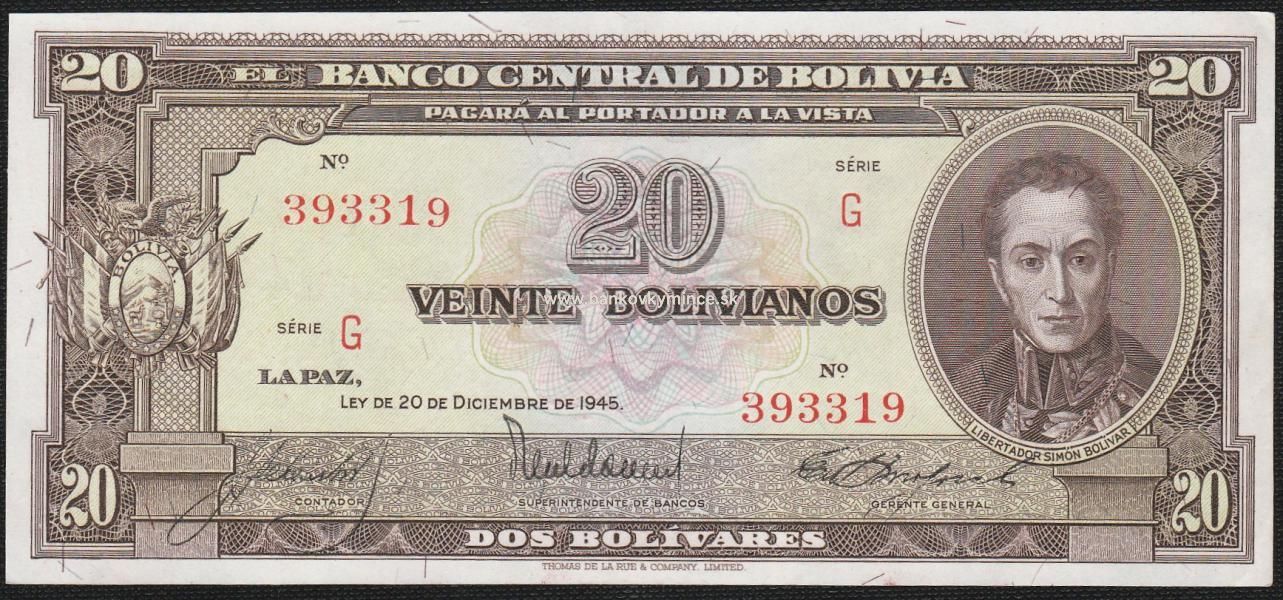 20 EL BANCO CENTRAL DE BOLIVIA 20
PAGARÁ AL PORTADOR A LA VISTA
Nº 20 SÉRIE
393319 G
BOLIVIA
www.bankovkymince.sk
VEINTE BOLIVIANOS
SÉRIE G
LA PAZ, Nº
LEY DE 20 DE DICIEMBRE DE 1945. 393319
LIBERTADOR SIMÓN BOLIVAR
20 CONTADOR SUPERINTENDENTE DE BANCOS GERENTE GENERAL 20
DOS BOLÍVARES
THOMAS DE LA RUE & COMPANY, LIMITED.